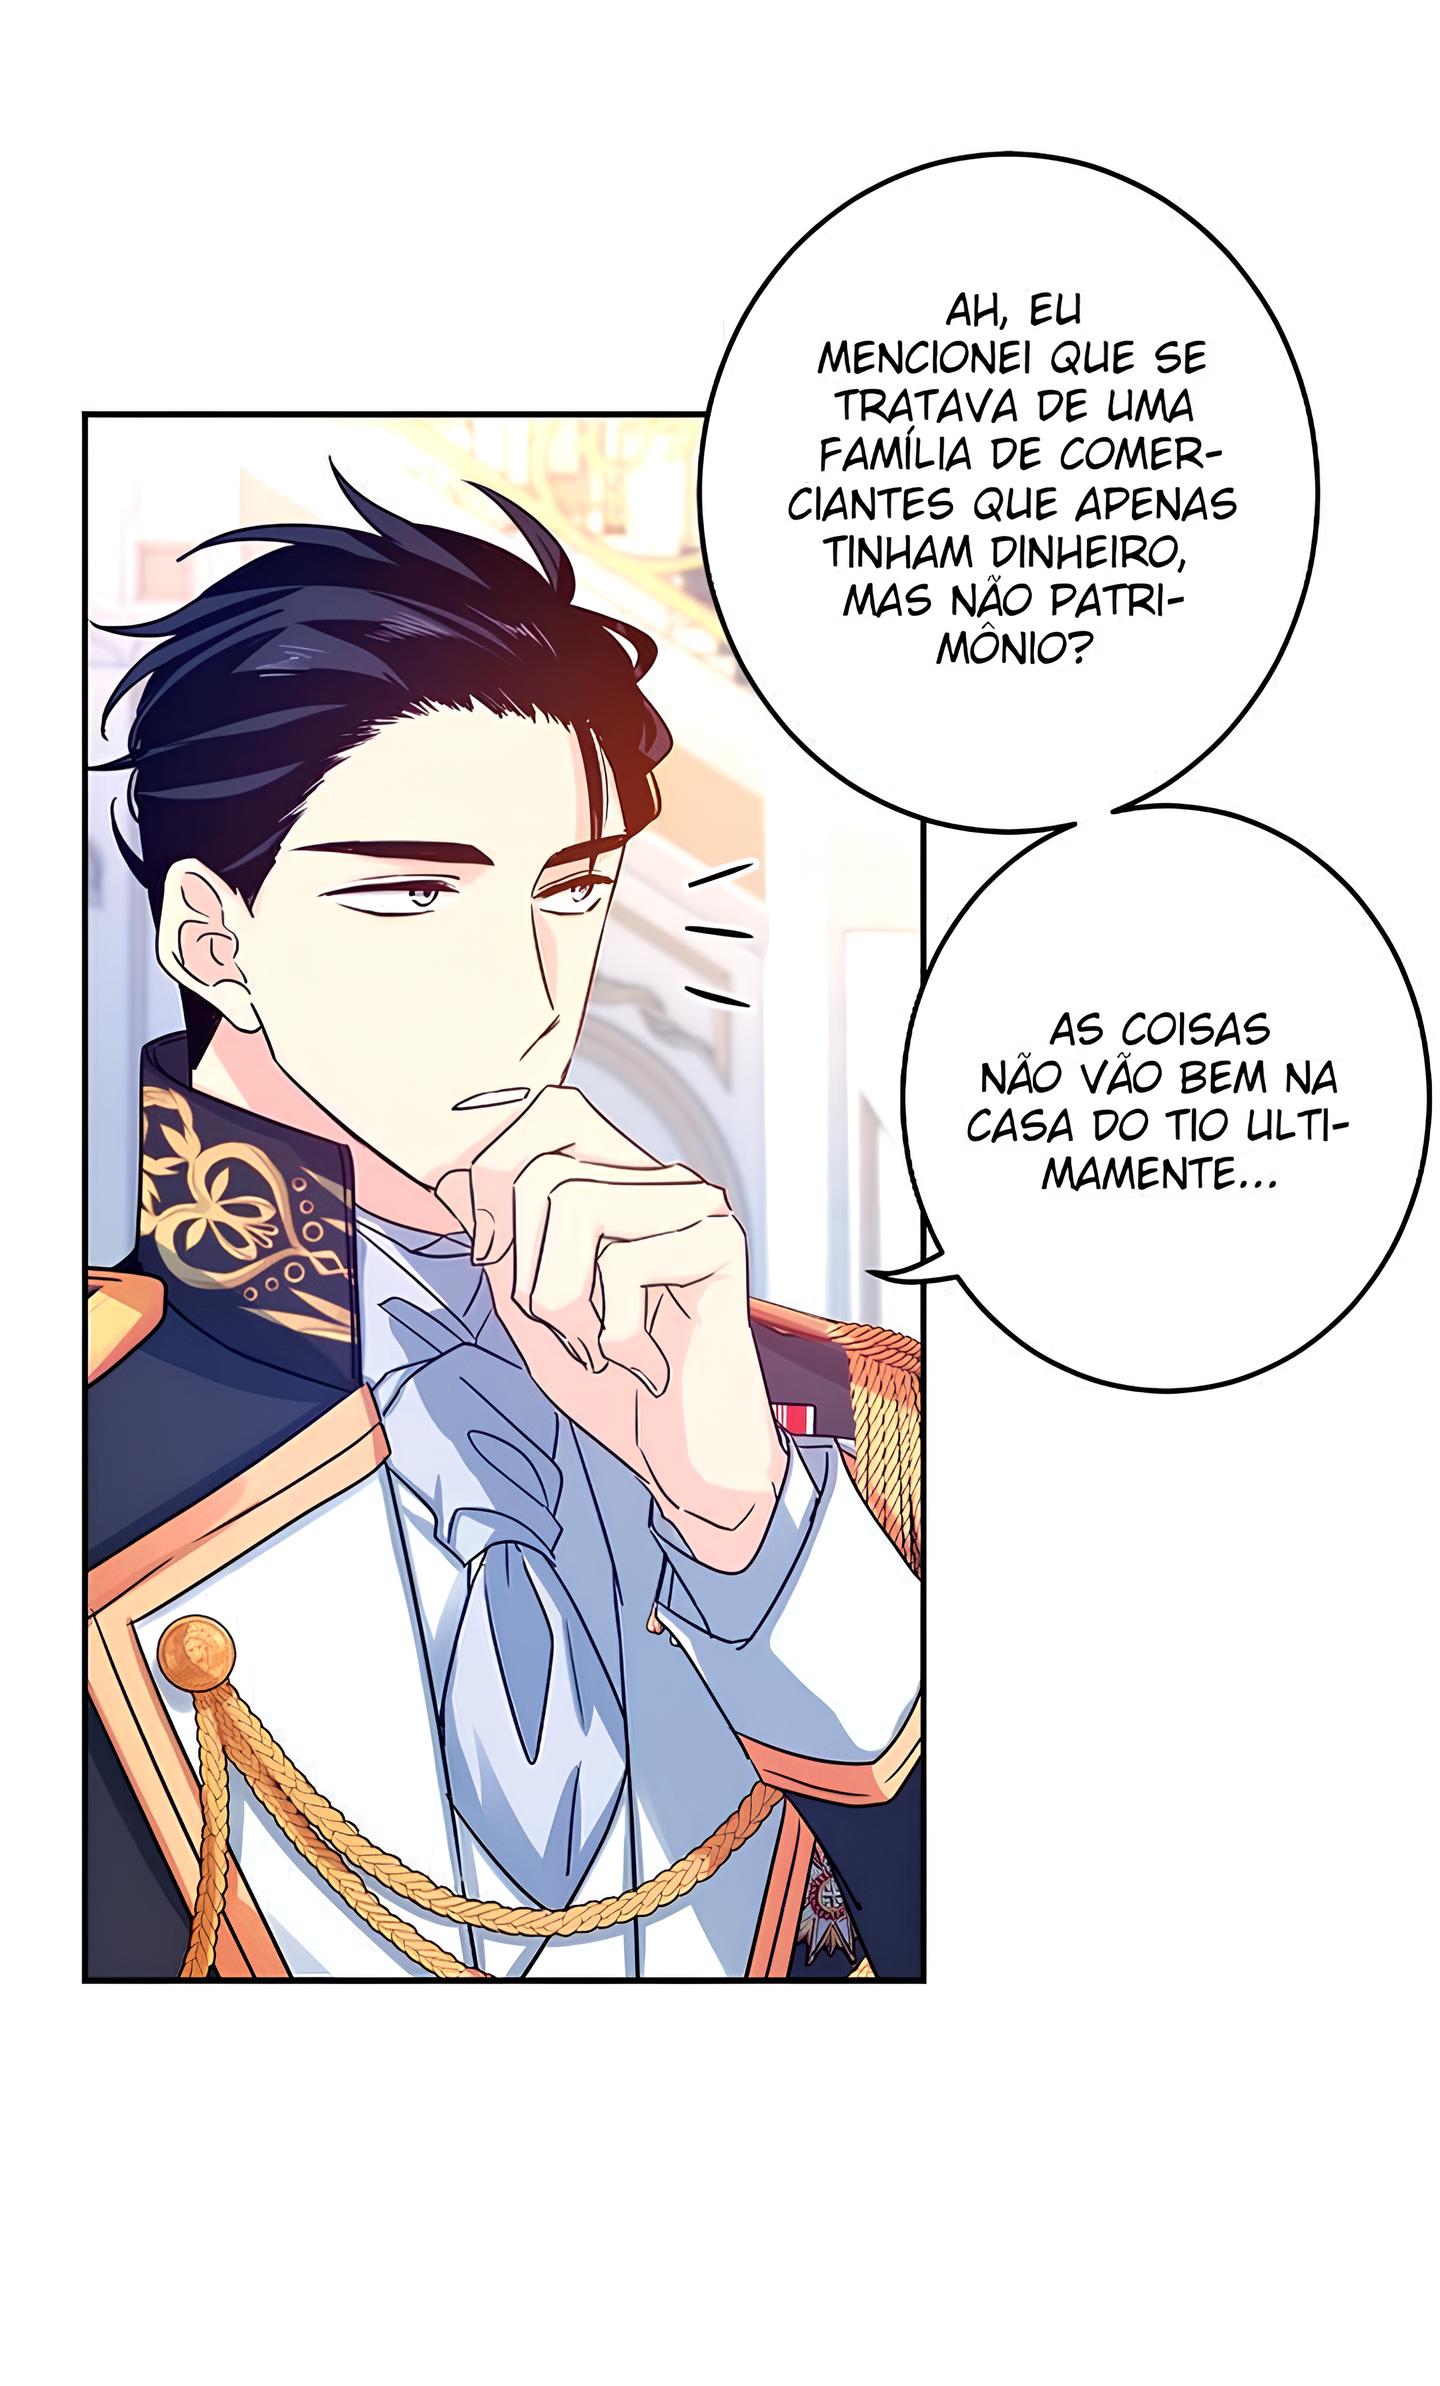 AH, EU
MENCIONEI QUE SE
TRATAVA DE UMA
FAMÍLIA DE COMER-
CIANTES QUE APENAS
TINHAM DINHEIRO,
MAS NÃO PATRI-
MÔNIO?
AS COISAS
NÃO VÃO BEM NA
CASA DO TIO ULTI-
MAMENTE...